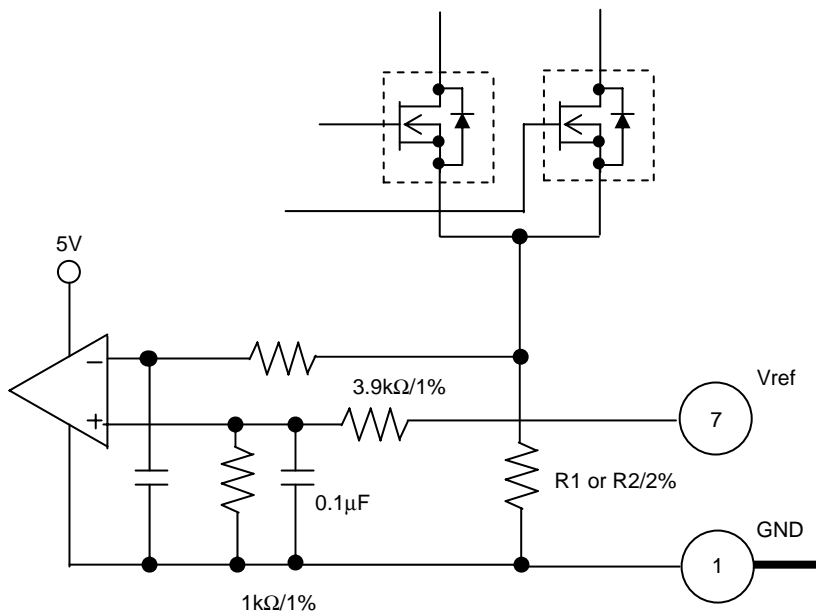 5V
−
+
3.9kΩ/1%
Vref
7
R1 or R2/2%
0.1µF
GND
1
1kΩ/1%